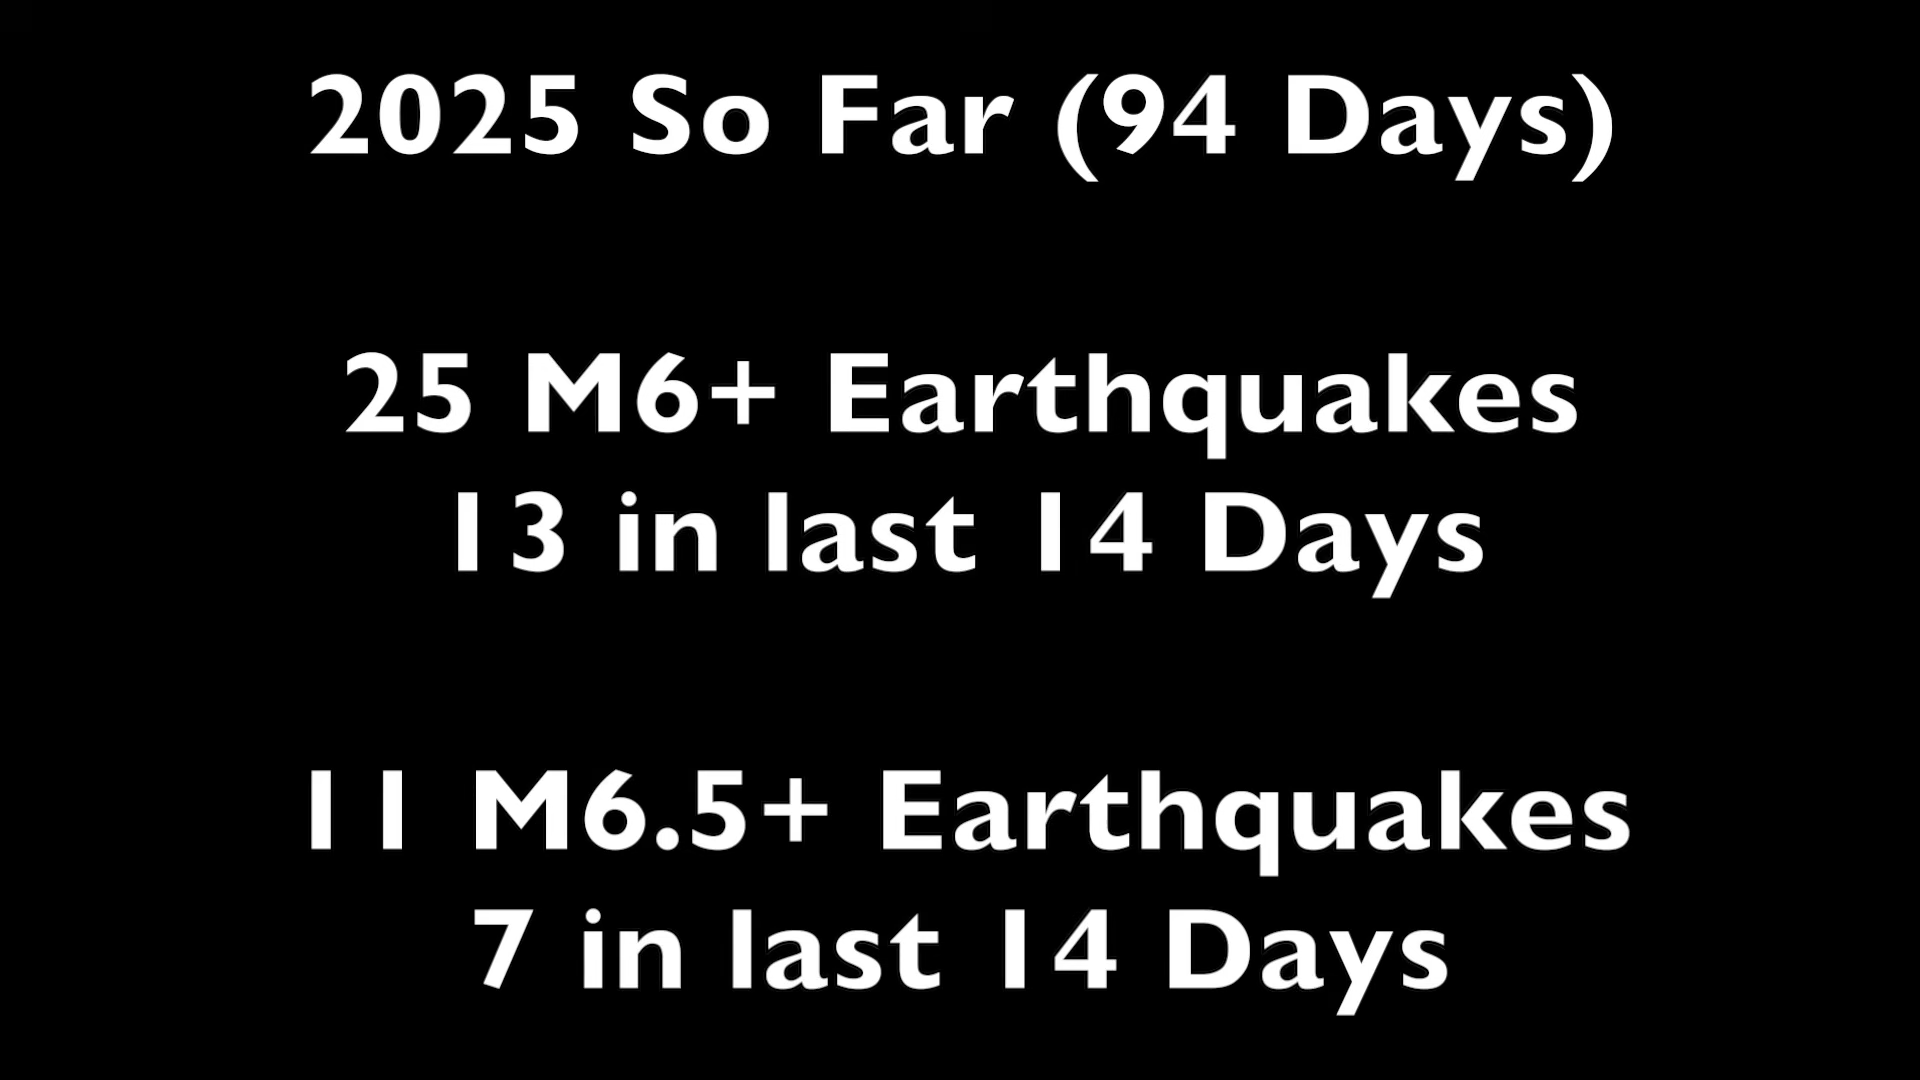 2025 So Far (94 Days)
25 M6+ Earthquakes
13 in last 14 Days
11 M6.5+ Earthquakes
7 in last 14 Days